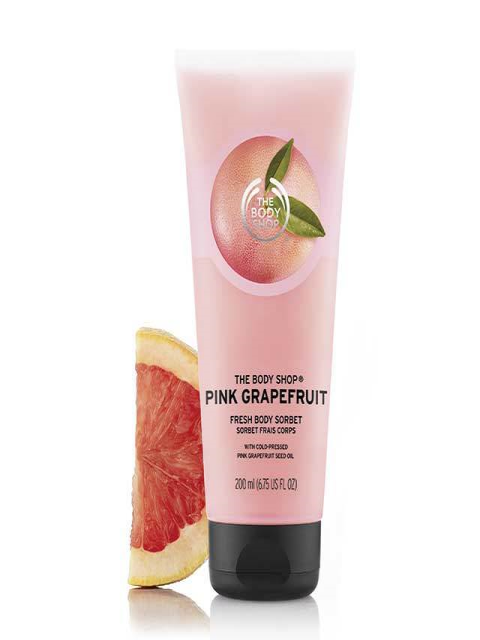 THE
BODY
SHOP
THE BODY SHOP®
PINK GRAPEFRUIT
FRESH BODY SORBET
SORBET FRAIS CORPS
WITH COLD-PRESSED
PINK GRAPEFRUIT SEED OIL
200 ml (6.75 US FL OZ)